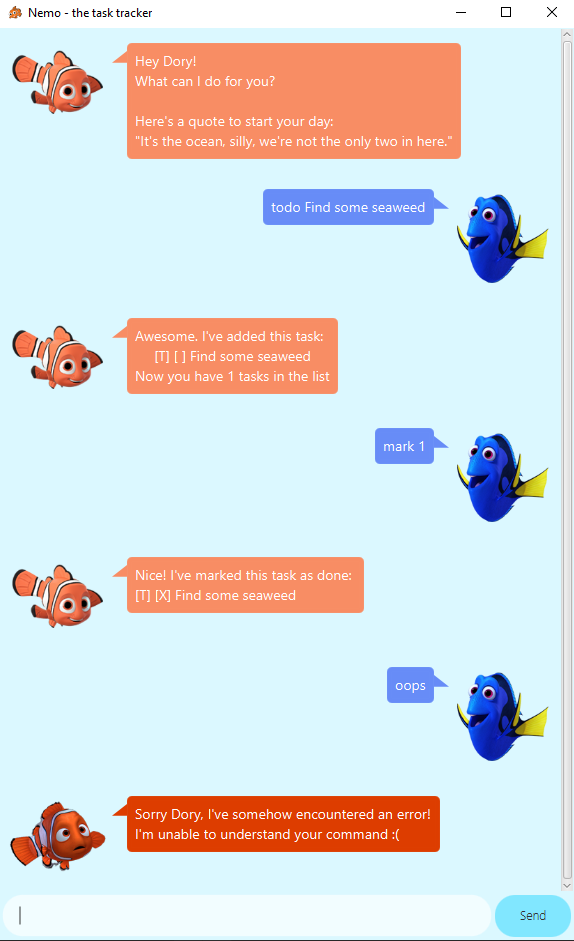 Nemo - the task tracker
Hey Dory!
What can I do for you?
Here's a quote to start your day:
"It's the ocean, silly, we're not the only two in here."
todo Find some seaweed
Awesome. I've added this task:
[T] [ ] Find some seaweed
Now you have 1 tasks in the list
mark 1
Nice! I've marked this task as done:
[T] [X] Find some seaweed
oops
Sorry Dory, I've somehow encountered an error!
I'm unable to understand your command :(
Send